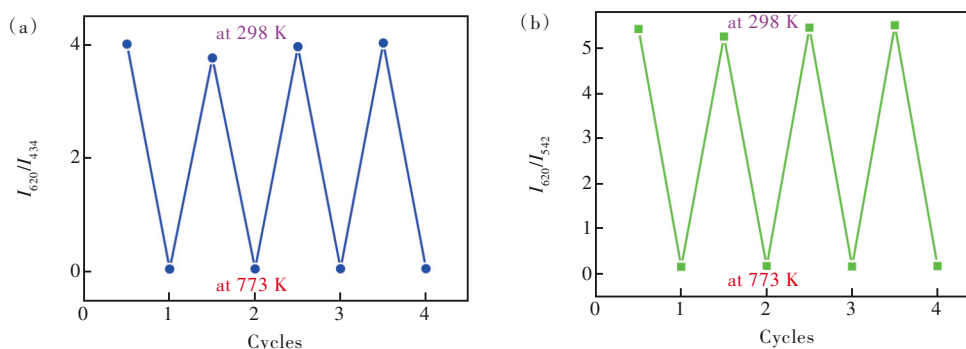 (a)
at 298 K
4
2
0
I620/I434
at 773 K
0 1 2 3 4
Cycles
(b)
at 298 K
5
4
3
2
1
0
I620/I542
at 773 K
0 1 2 3 4
Cycles